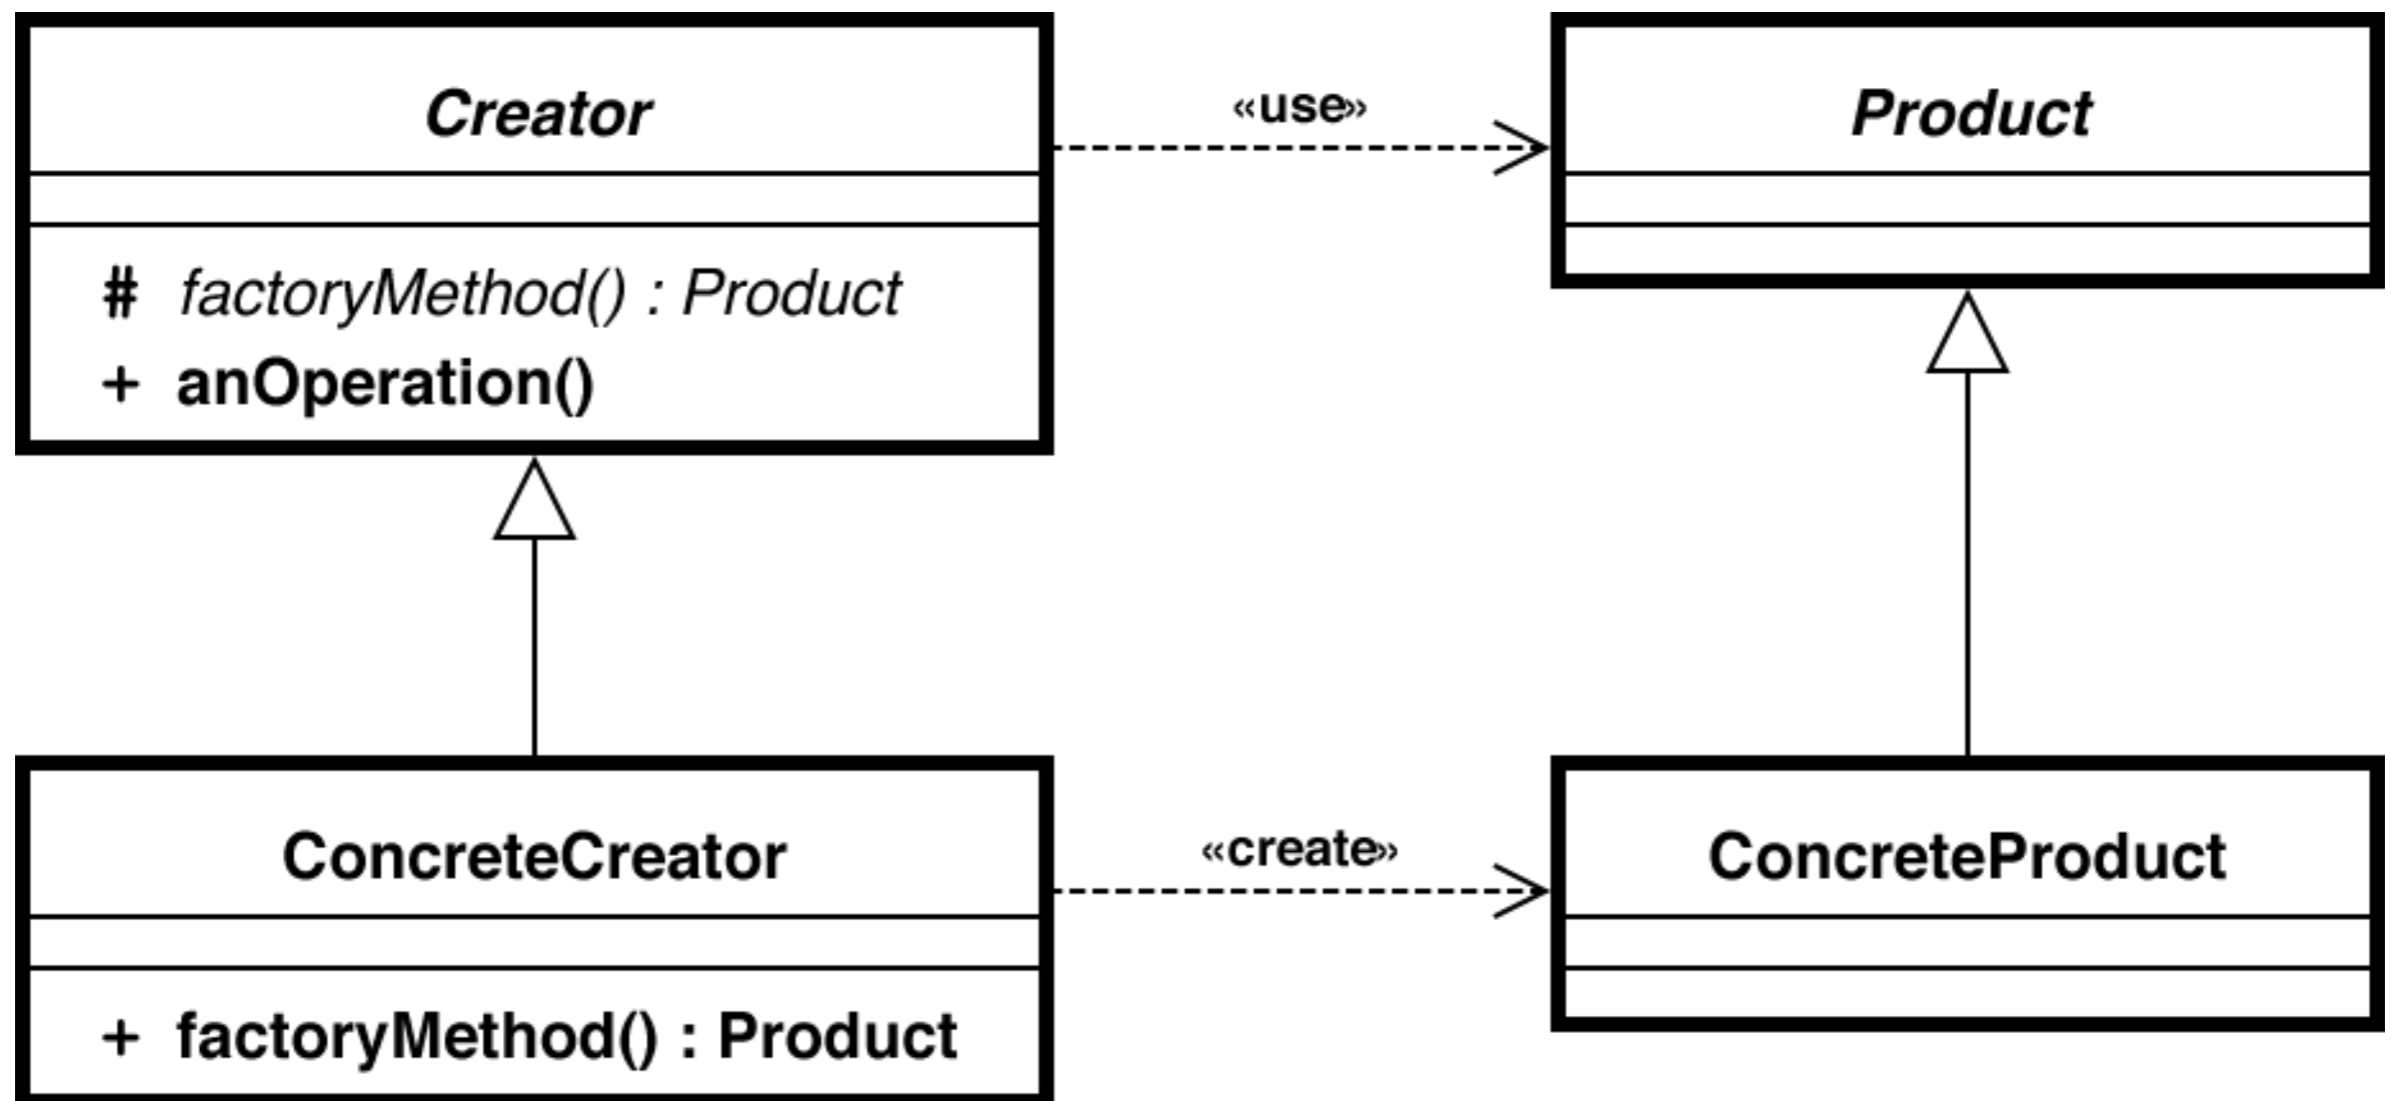 Creator
«use»
Product
# factoryMethod() : Product
+ anOperation()
ConcreteCreator
«create»
ConcreteProduct
+ factoryMethod() : Product